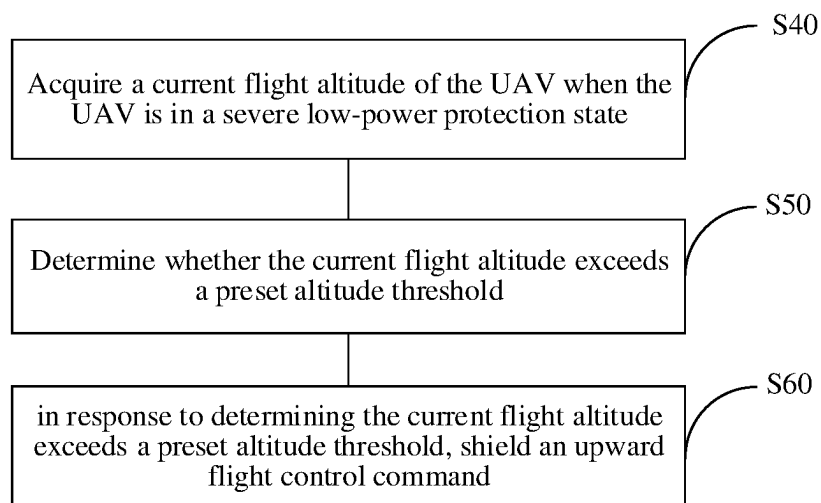 S40
Acquire a current flight altitude of the UAV when the
UAV is in a severe low-power protection state
S50
Determine whether the current flight altitude exceeds
a preset altitude threshold
S60
in response to determining the current flight altitude
exceeds a preset altitude threshold, shield an upward
flight control command